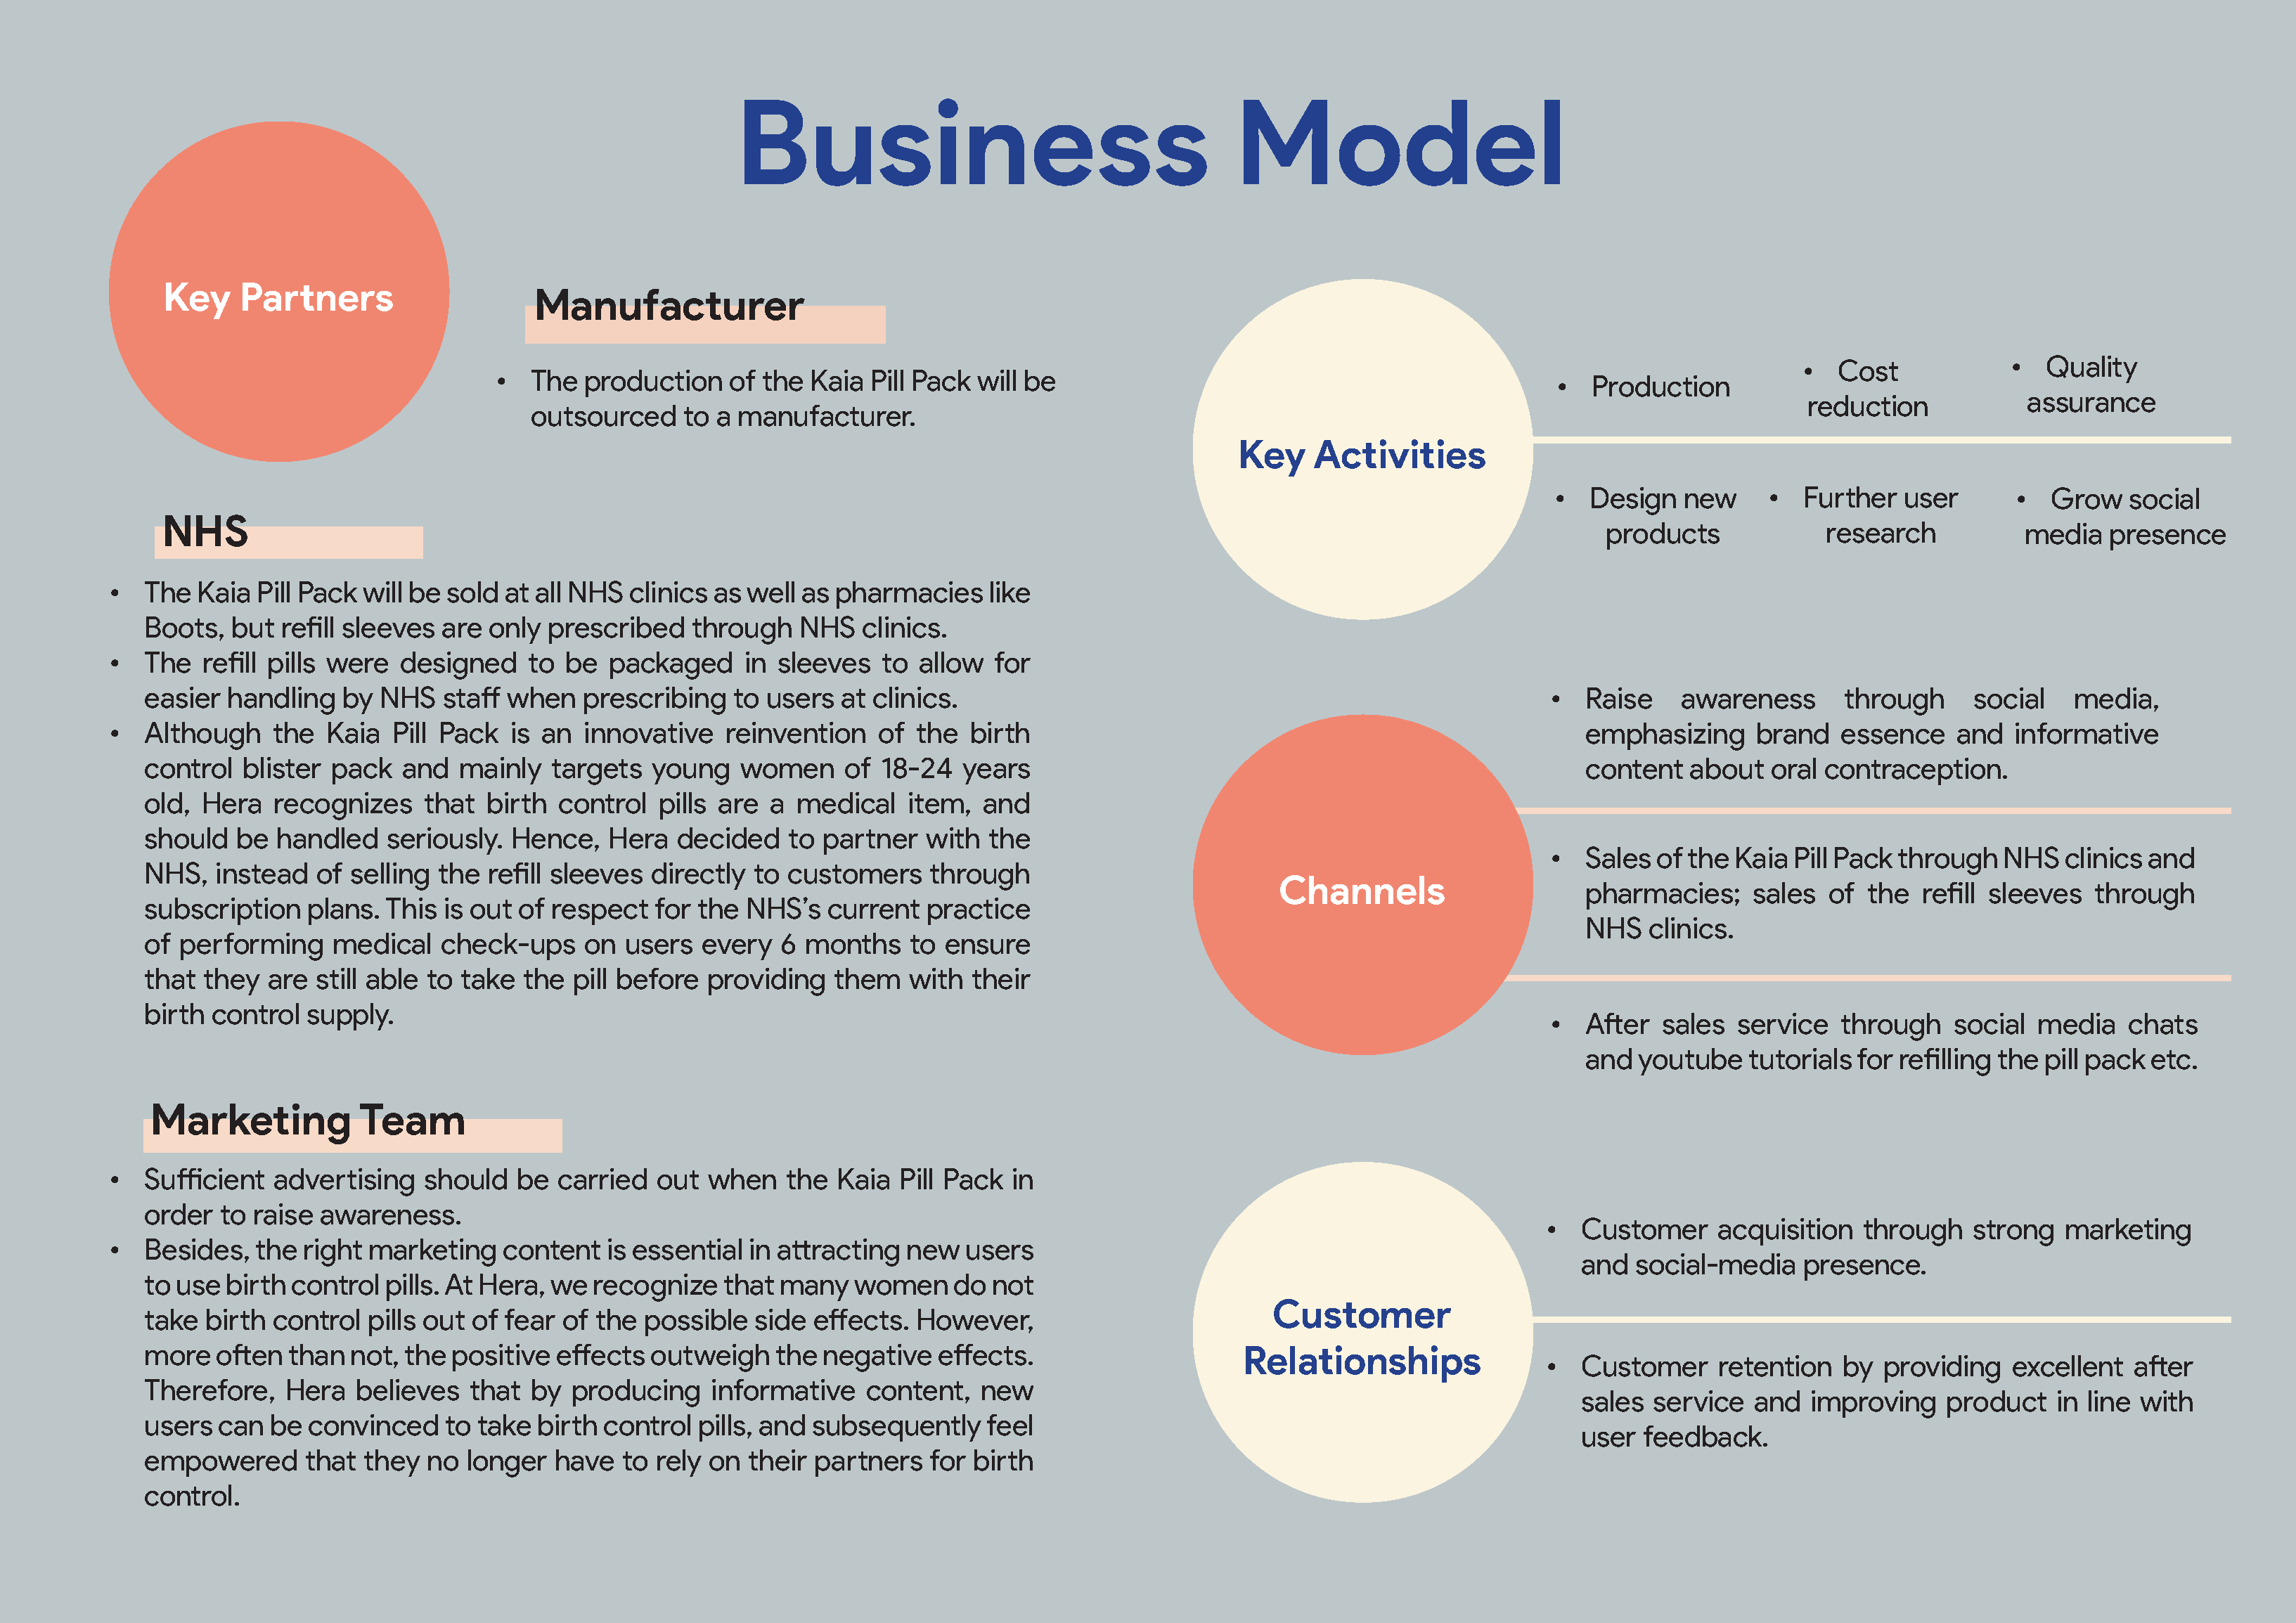 Business Model
Key Partners
Manufacturer
• The production of the Kaia Pill Pack will be
outsourced to a manufacturer.
NHS
• The Kaia Pill Pack will be sold at all NHS clinics as well as pharmacies like
Boots, but refill sleeves are only prescribed through NHS clinics.
• The refill pills were designed to be packaged in sleeves to allow for
easier handling by NHS staff when prescribing to users at clinics.
• Although the Kaia Pill Pack is an innovative reinvention of the birth
control blister pack and mainly targets young women of 18-24 years
old, Hera recognizes that birth control pills are a medical item, and
should be handled seriously. Hence, Hera decided to partner with the
NHS, instead of selling the refill sleeves directly to customers through
subscription plans. This is out of respect for the NHS's current practice
of performing medical check-ups on users every 6 months to ensure
that they are still able to take the pill before providing them with their
birth control supply.
Marketing Team
• Sufficient advertising should be carried out when the Kaia Pill Pack in
order to raise awareness.
• Besides, the right marketing content is essential in attracting new users
to use birth control pills. At Hera, we recognize that many women do not
take birth control pills out of fear of the possible side effects. However,
more often than not, the positive effects outweigh the negative effects.
Therefore, Hera believes that by producing informative content, new
users can be convinced to take birth control pills, and subsequently feel
empowered that they no longer have to rely on their partners for birth
control.
Key Activities
• Production
• Cost
reduction
• Quality
assurance
• Design new
products
• Further user
research
• Grow social
media presence
Channels
• Raise awareness through social media,
emphasizing brand essence and informative
content about oral contraception.
• Sales of the Kaia Pill Pack through NHS clinics and
pharmacies; sales of the refill sleeves through
NHS clinics.
• After sales service through social media chats
and youtube tutorials for refilling the pill pack etc.
Customer
Relationships
• Customer acquisition through strong marketing
and social-media presence.
• Customer retention by providing excellent after
sales service and improving product in line with
user feedback.